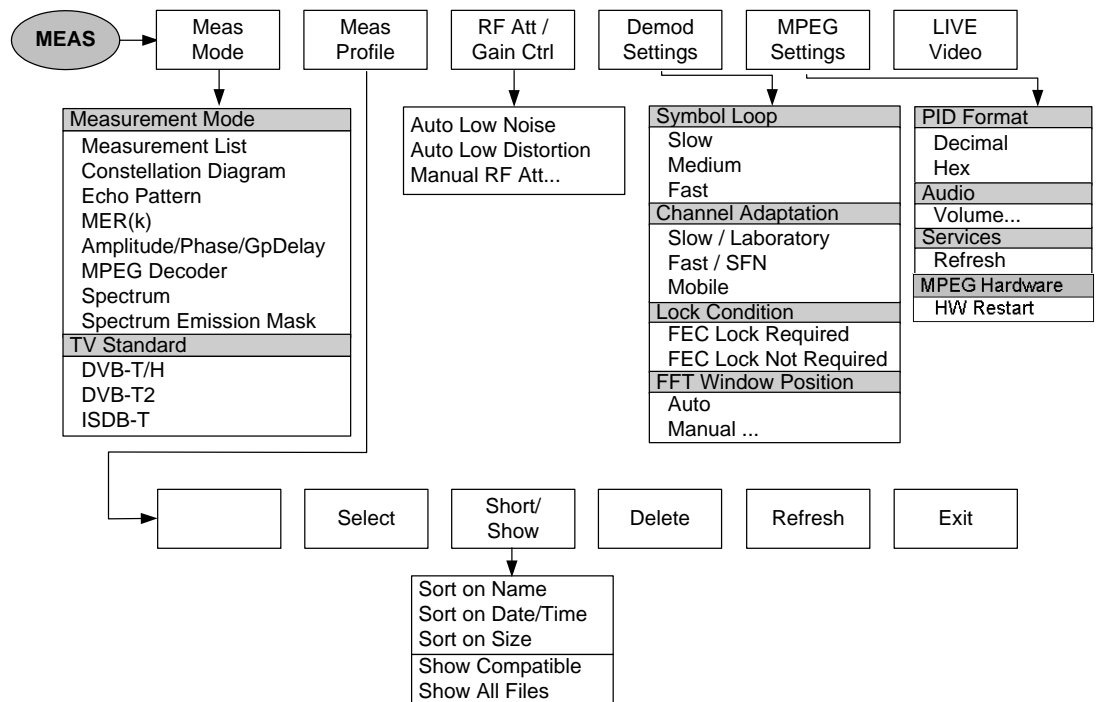 MEAS
Meas
Mode
Meas
Profile
RF Att /
Gain Ctrl
Demod
Settings
MPEG
Settings
LIVE
Video
Measurement Mode
Measurement List
Constellation Diagram
Echo Pattern
MER(k)
Amplitude/Phase/GpDelay
MPEG Decoder
Spectrum
Spectrum Emission Mask
TV Standard
DVB-T/H
DVB-T2
ISDB-T
Auto Low Noise
Auto Low Distortion
Manual RF Att...
Symbol Loop
Slow
Medium
Fast
Channel Adaptation
Slow / Laboratory
Fast / SFN
Mobile
Lock Condition
FEC Lock Required
FEC Lock Not Required
FFT Window Position
Auto
Manual ...
PID Format
Decimal
Hex
Audio
Volume...
Services
Refresh
MPEG Hardware
HW Restart
Select
Short/
Show
Delete
Refresh
Exit
Sort on Name
Sort on Date/Time
Sort on Size
Show Compatible
Show All Files